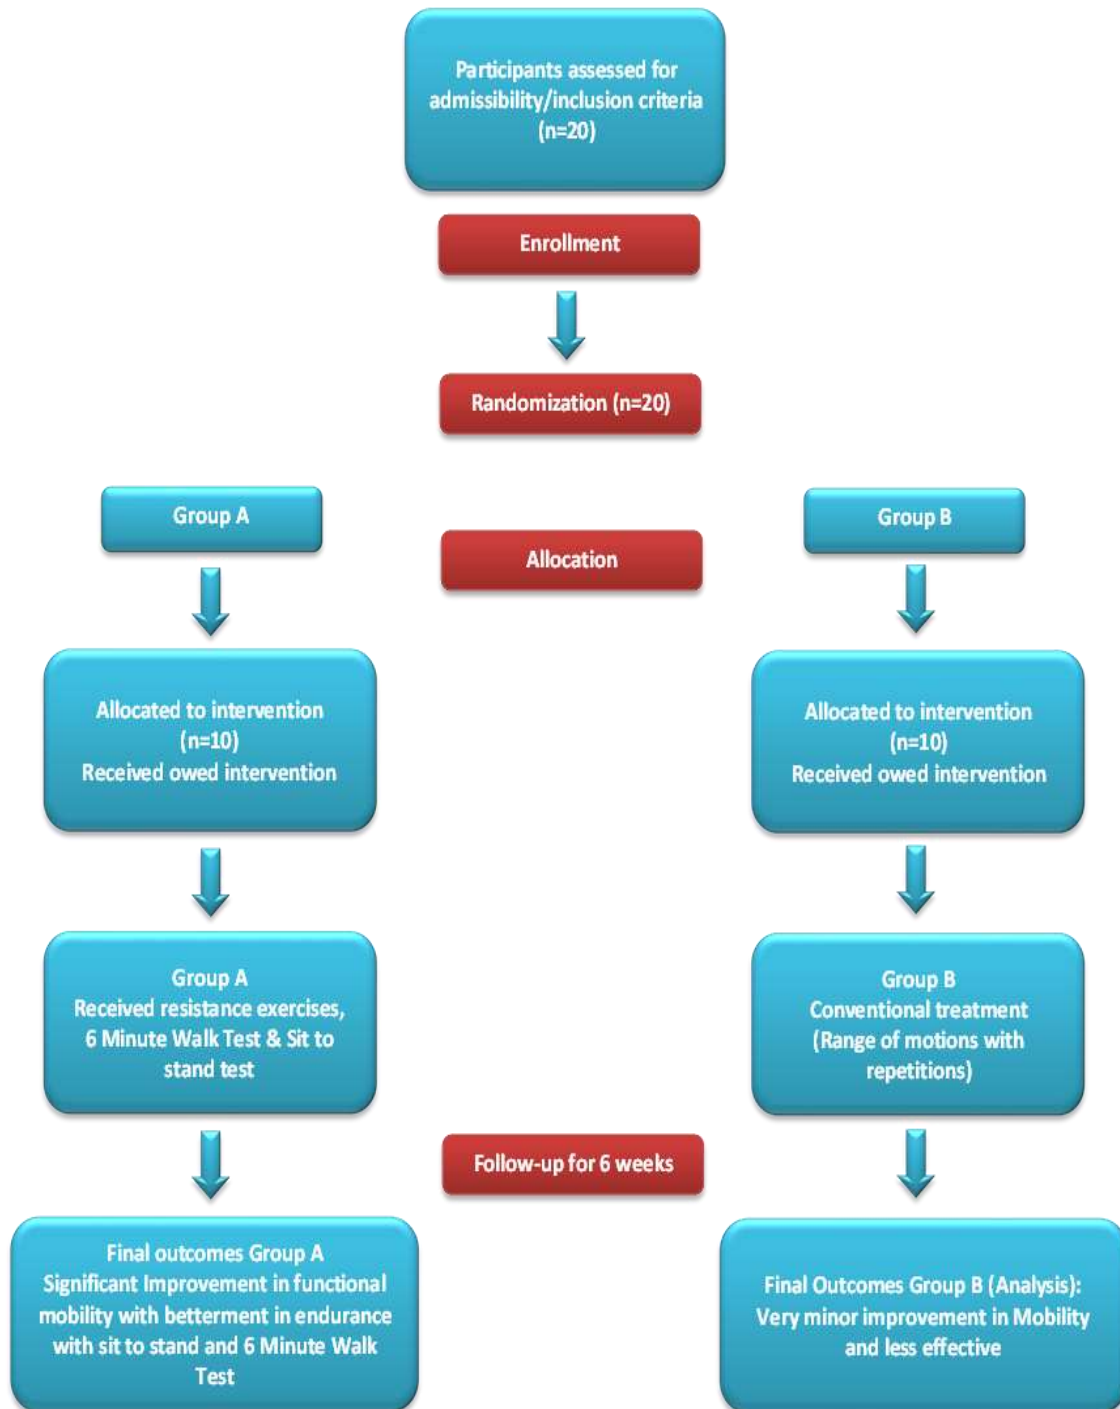 Participants assessed for
admissibility/inclusion criteria
(n=20)
Enrollment
Randomization (n=20)
Group A
Group B
Allocation
Allocated to intervention
(n=10)
Received owed intervention
Allocated to intervention
(n=10)
Received owed intervention
Group A
Received resistance exercises,
6 Minute Walk Test & Sit to
stand test
Group B
Conventional treatment
(Range of motions with
repetitions)
Follow-up for 6 weeks
Final outcomes Group A
Significant Improvement in functional
mobility with betterment in endurance
with sit to stand and 6 Minute Walk
Test
Final Outcomes Group B (Analysis):
Very minor improvement in Mobility
and less effective